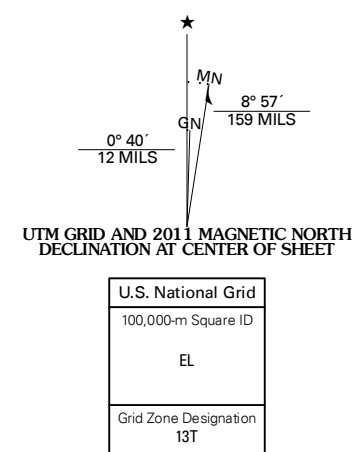 ★
MN
GN
8° 57´
159 MILS
0° 40´
12 MILS
UTM GRID AND 2011 MAGNETIC NORTH
DECLINATION AT CENTER OF SHEET
U.S. National Grid
100,000-m Square ID
EL
Grid Zone Designation
13T